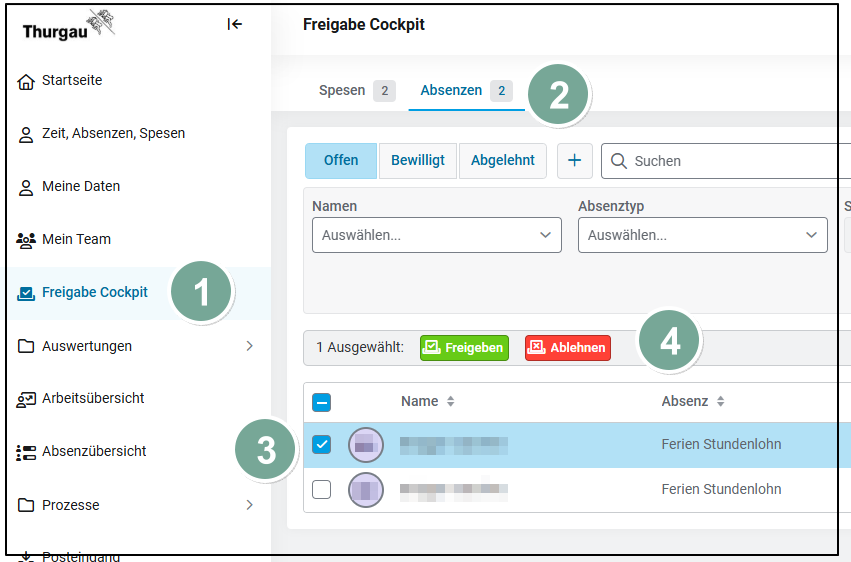 Thurgau
Startseite
Zeit, Absenzen, Spesen
Meine Daten
Mein Team
Freigabe Cockpit
1
Auswertungen
Arbeitsübersicht
Absenzübersicht
Prozesse
Posteingang
Freigabe Cockpit
Spesen 2 Absenzen 2
2
Offen Bewilligt Abgelehnt + Suchen
Namen Absenztyp S
Auswählen... Auswählen...
1 Ausgewählt: Freigeben Ablehnen
4
Name Absenz
3
Ferien Stundenlohn
Ferien Stundenlohn